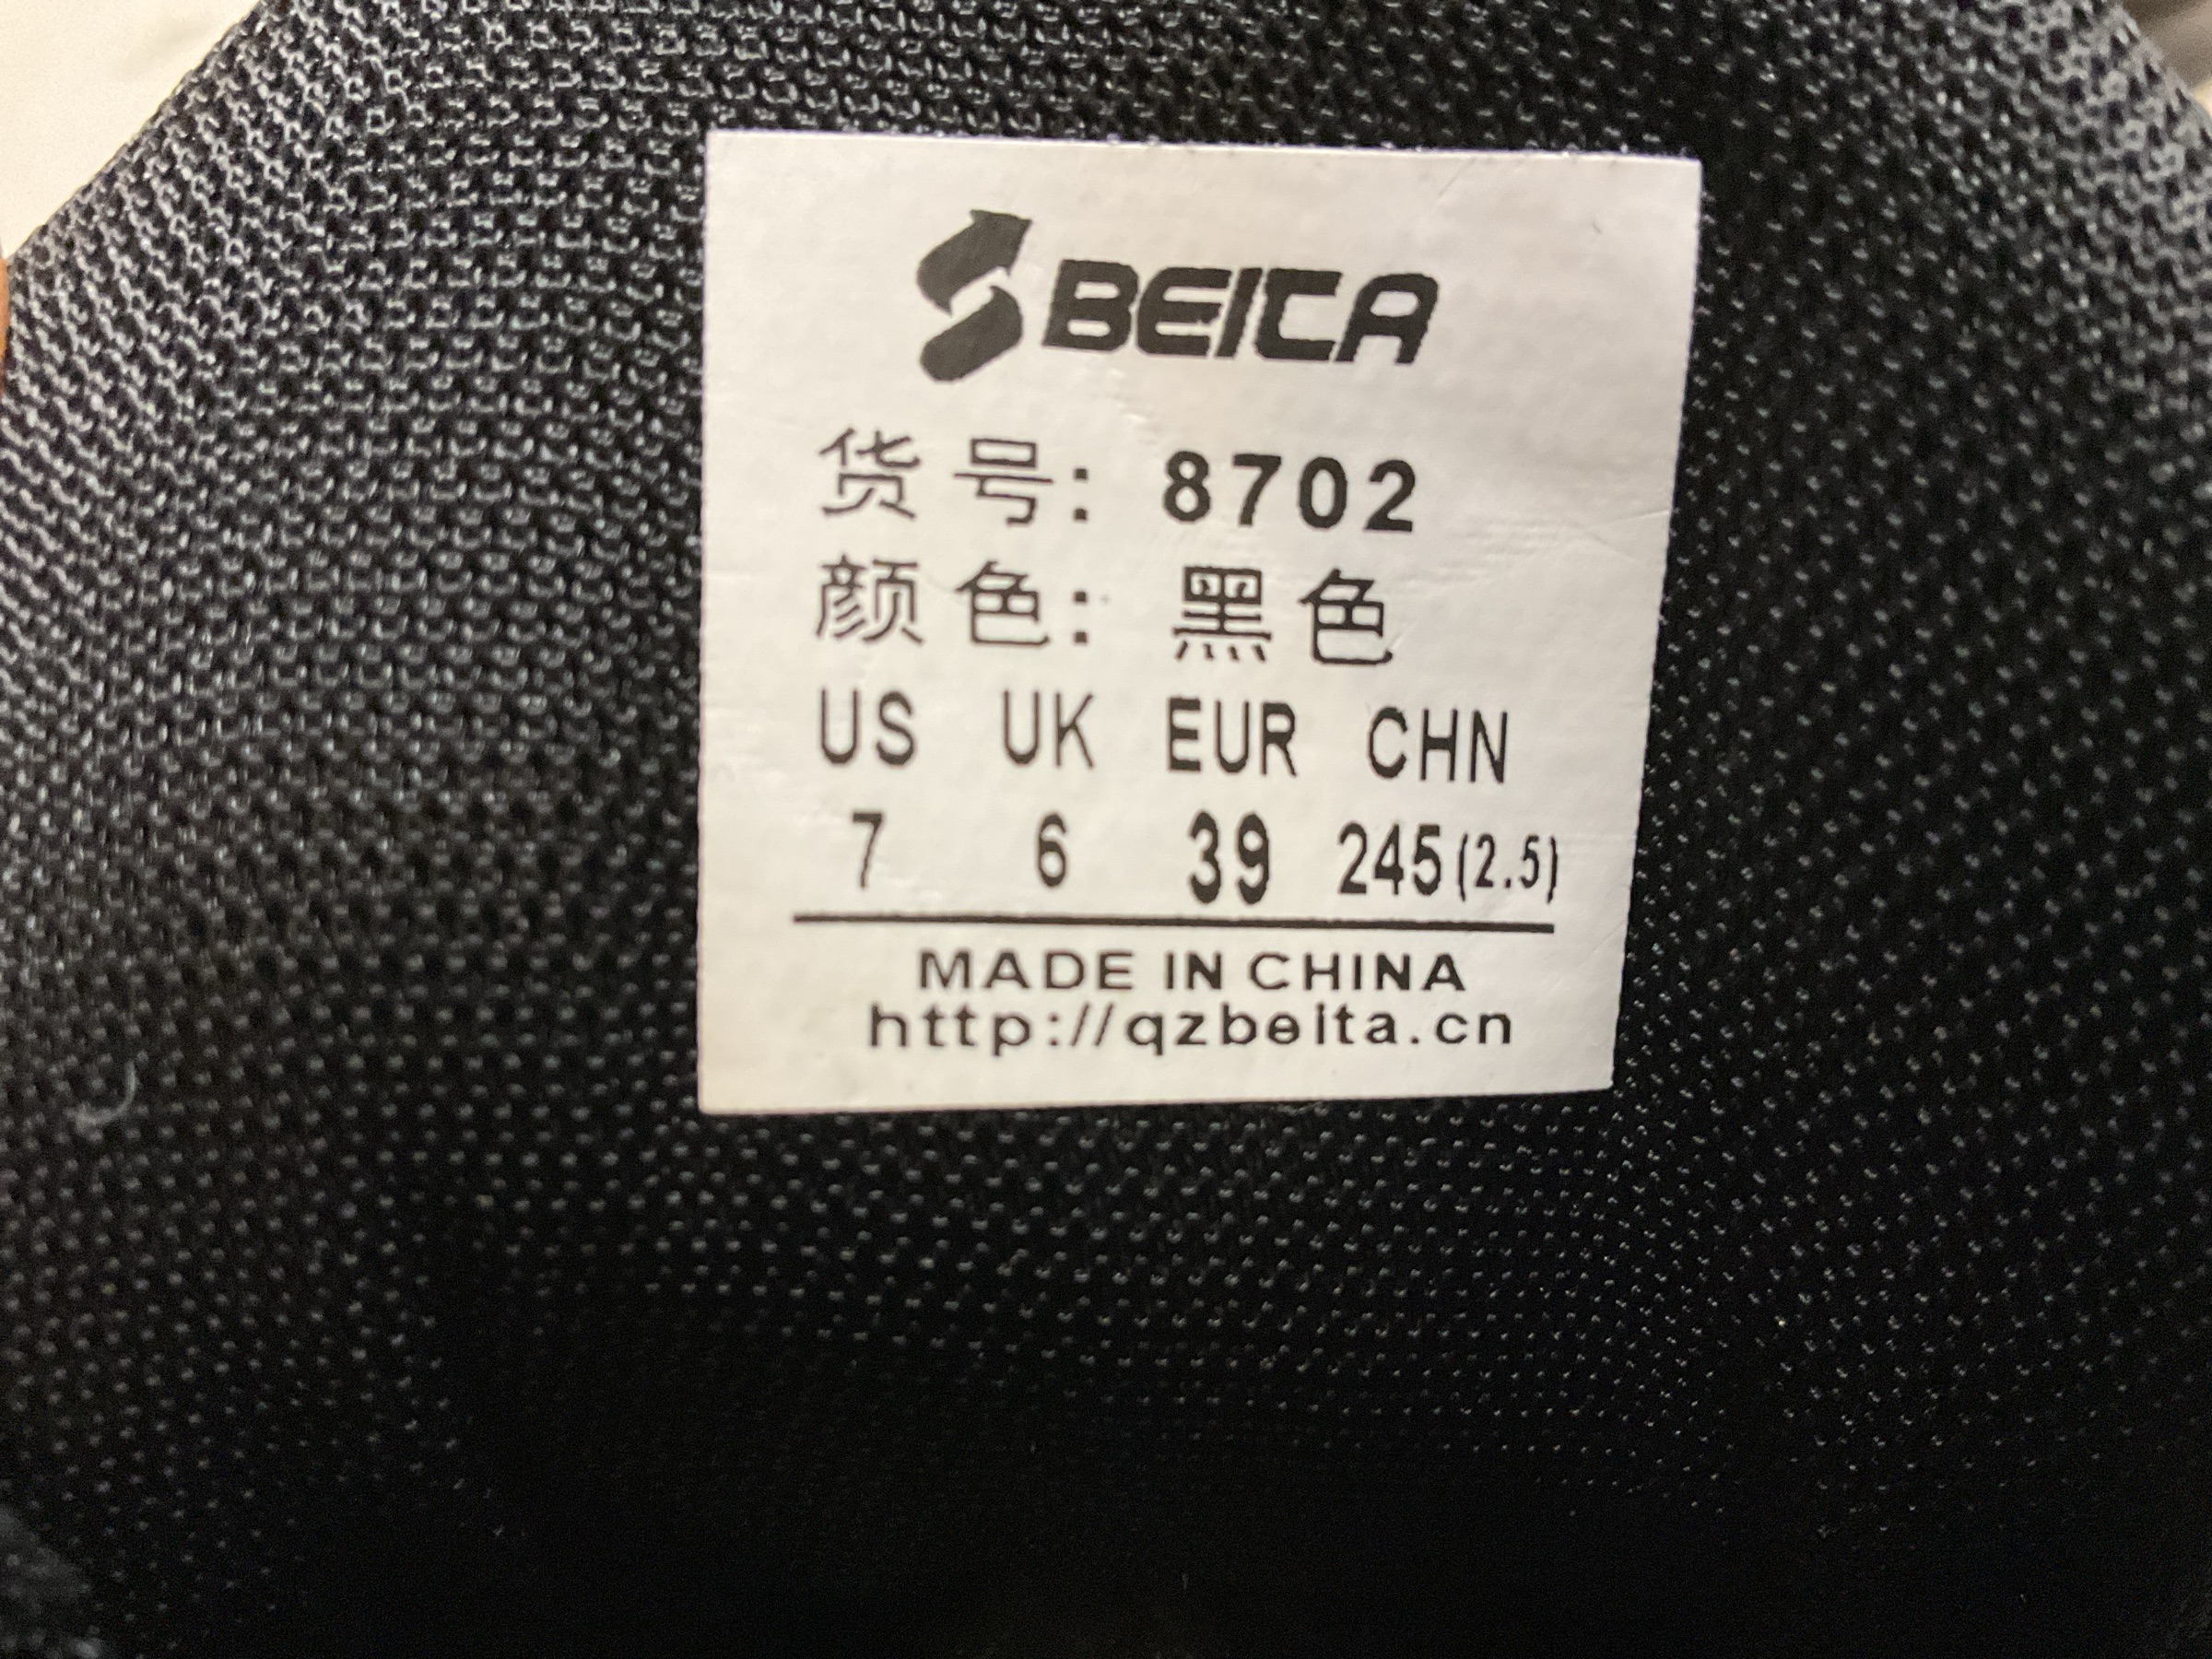 BEITA
货号: 8702
颜色: 黑色
US UK EUR CHN
7 6 39 245(2.5)
MADE IN CHINA
http://qzbeita.cn